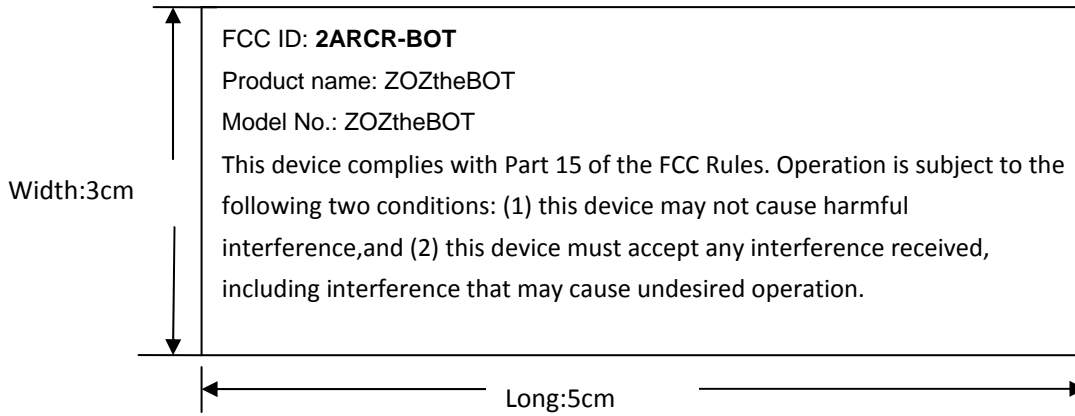 FCC ID: 2ARCR-BOT
Product name: ZOZtheBOT
Model No.: ZOZtheBOT
This device complies with Part 15 of the FCC Rules. Operation is subject to the
following two conditions: (1) this device may not cause harmful
interference,and (2) this device must accept any interference received,
including interference that may cause undesired operation.
Width:3cm
Long:5cm